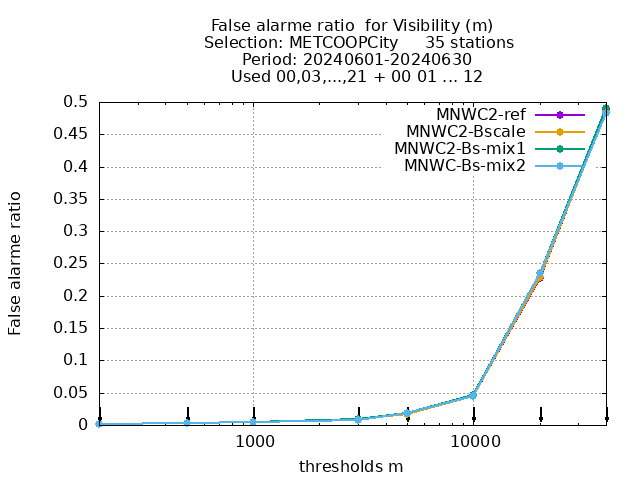 False alarme ratio  for Visibility (m)
Selection: METCOOPCity     35 stations
Period: 20240601-20240630
Used 00,03,...,21 + 00 01 ... 12
MNWC2-ref
MNWC2-Bscale
MNWC2-Bs-mix1
MNWC-Bs-mix2
False alarme ratio
0.5
0.45
0.4
0.35
0.3
0.25
0.2
0.15
0.1
0.05
0
1000 10000
thresholds m